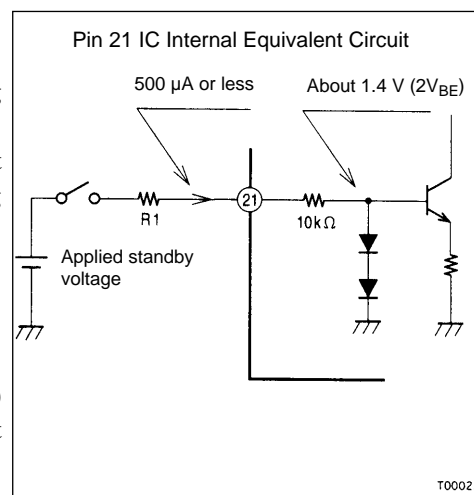 Pin 21 IC Internal Equivalent Circuit
500 µA or less
About 1.4 V (2VBE)
21
R1
10kΩ
Applied standby
voltage
T0002